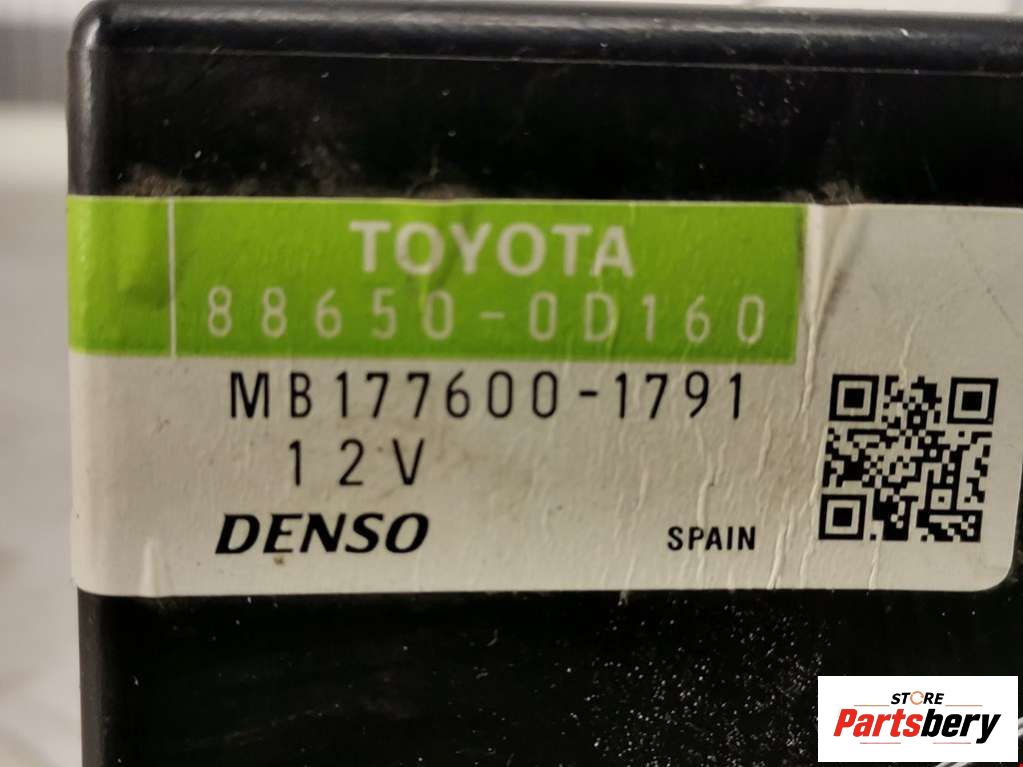 TOYOTA
88650-0D160
MB177600-1791
12V
DENSO
SPAIN
STORE
Partsbery